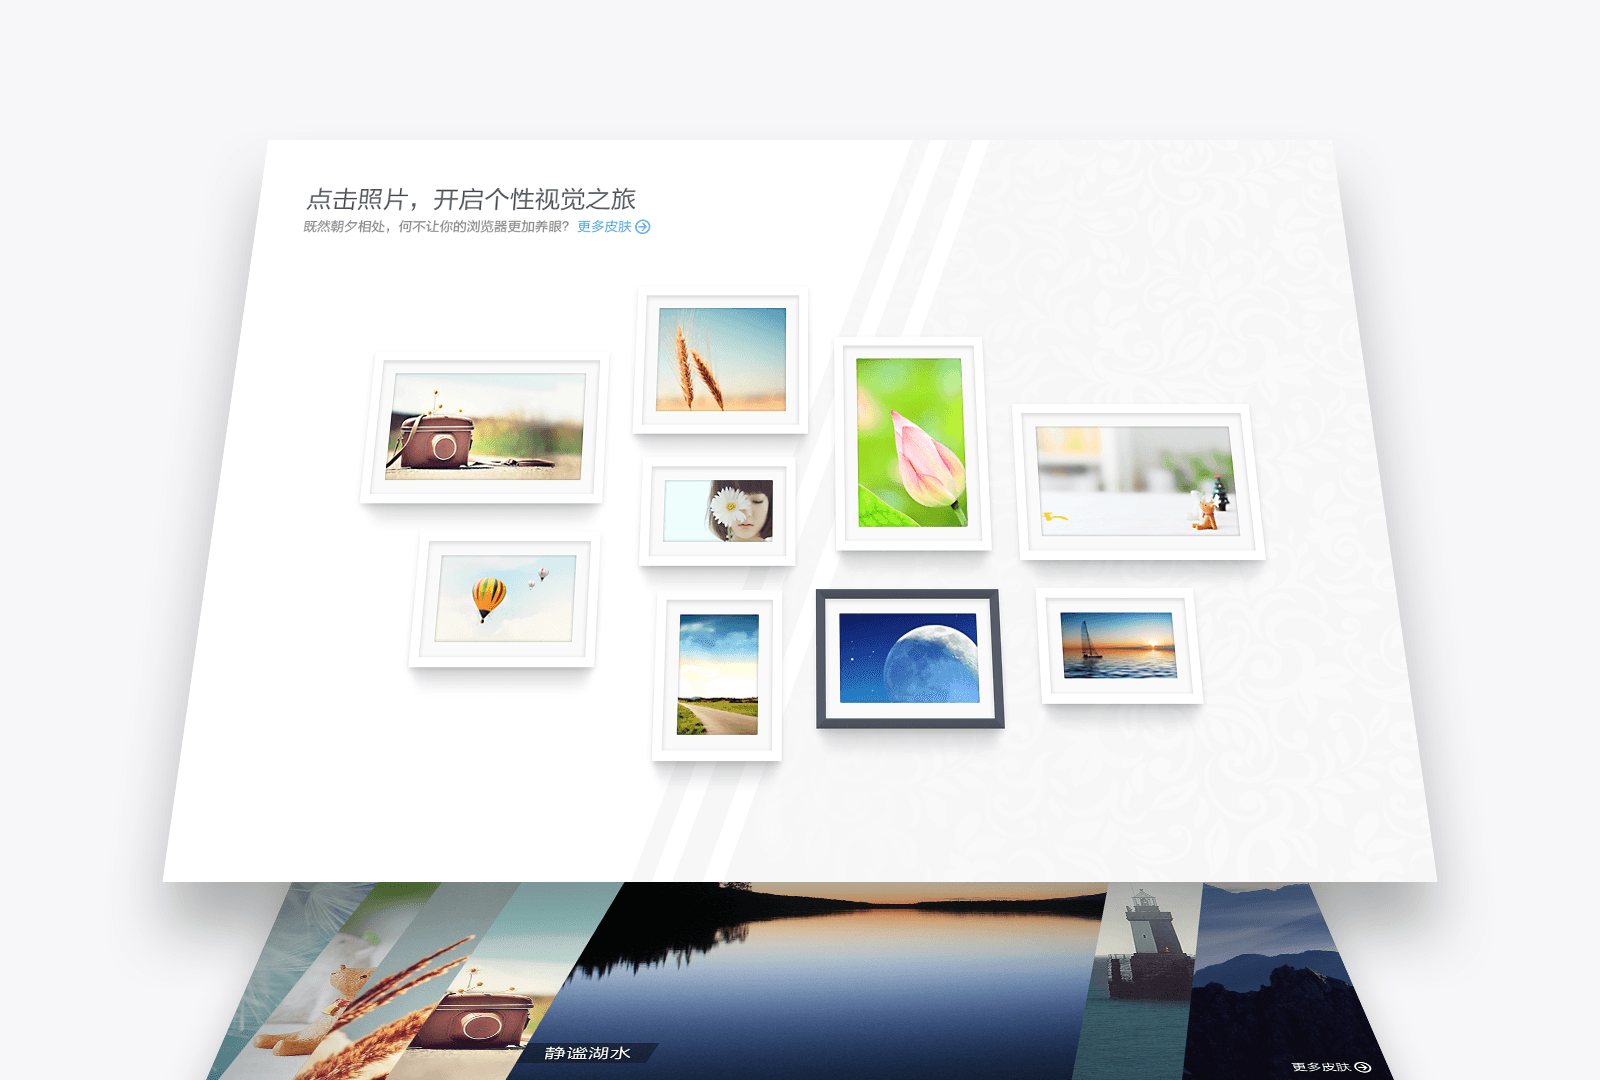 点击照片，开启个性视觉之旅
既然朝夕相处，何不让你的浏览器更加养眼？ 更多皮肤
静谧湖水
更多皮肤